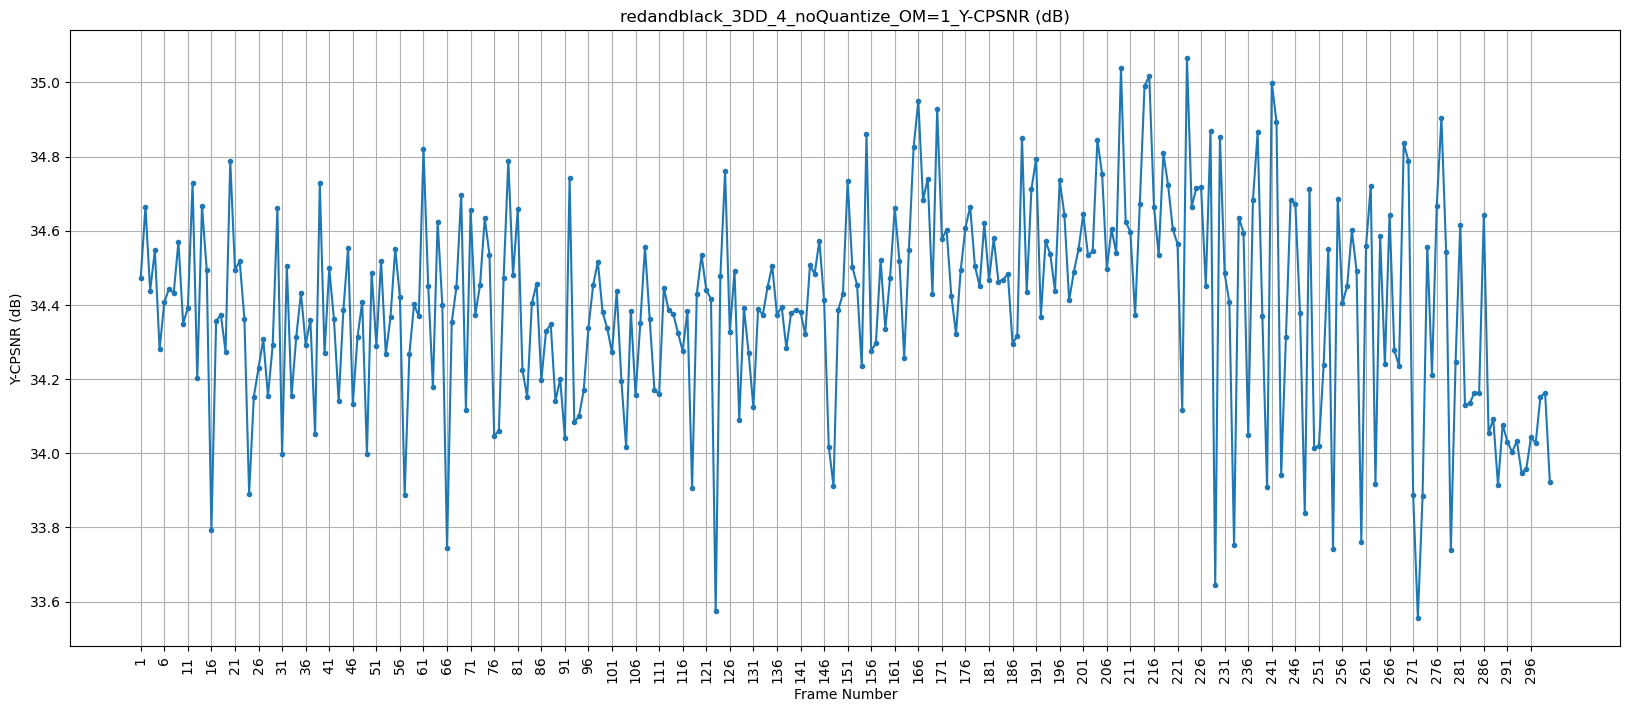 redandblack_3DD_4_noQuantize_OM=1_Y-CPSNR (dB)
Y-CPSNR (dB)
35.0
34.8
34.6
34.4
34.2
34.0
33.8
33.6
1 6 11 16 21 26 31 36 41 46 51 56 61 66 71 76 81 86 91 96 101 106 111 116 121 126 131 136 141 146 151 156 161 166 171 176 181 186 191 196 201 206 211 216 221 226 231 236 241 246 251 256 261 266 271 276 281 286 291 296
Frame Number